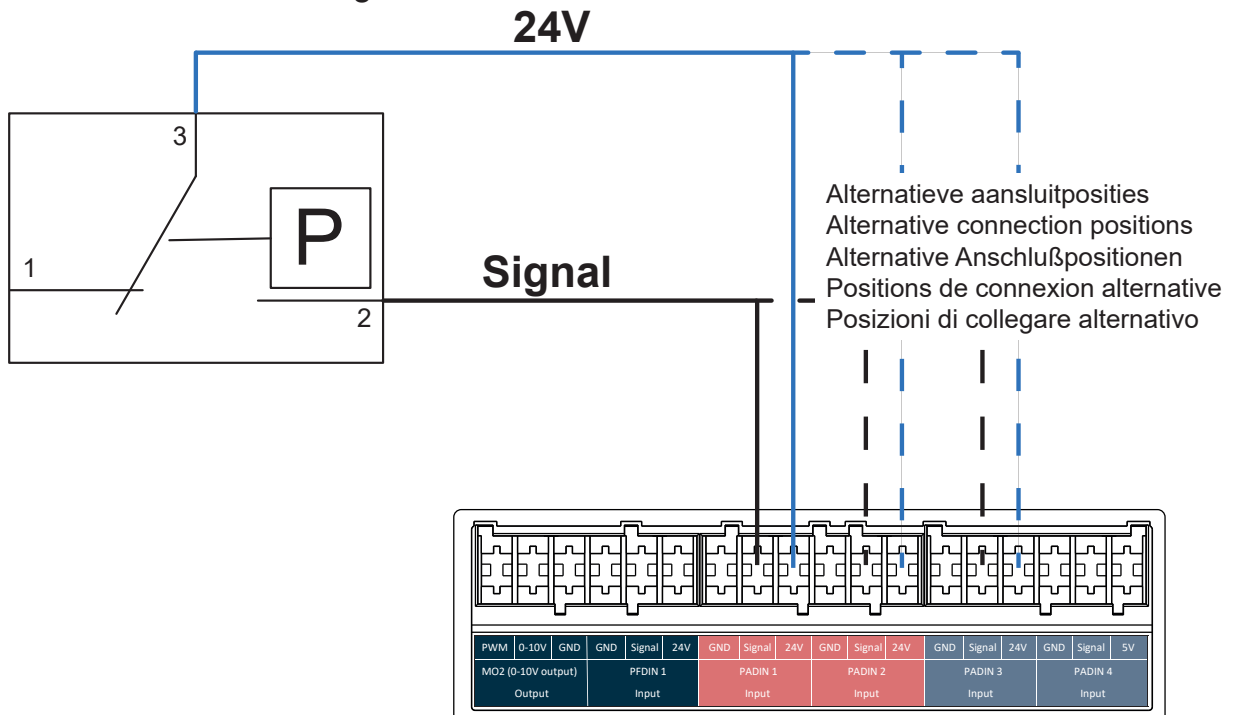 24V
3
1
P
Signal
2
Alternatieve aansluitposities
Alternative connection positions
Alternative Anschlußpositionen
Positions de connexion alternative
Posizioni di collegare alternativo
PWM 0-10V GND GND Signal 24V GND Signal 24V GND Signal 24V GND Signal 24V GND Signal 5V
MO2 (0-10V output) PFDIN 1 PADIN 1 PADIN 2 PADIN 3 PADIN 4
Output Input Input Input Input Input